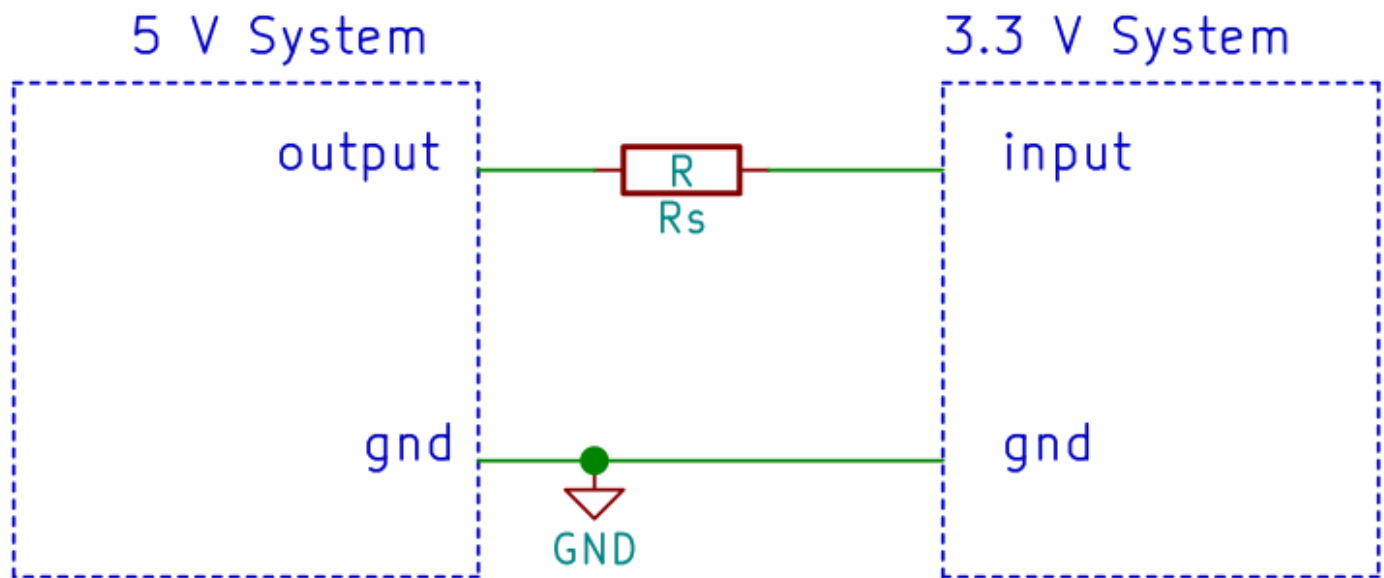 5 V System
3.3 V System
output
R
Rs
input
gnd
gnd
GND